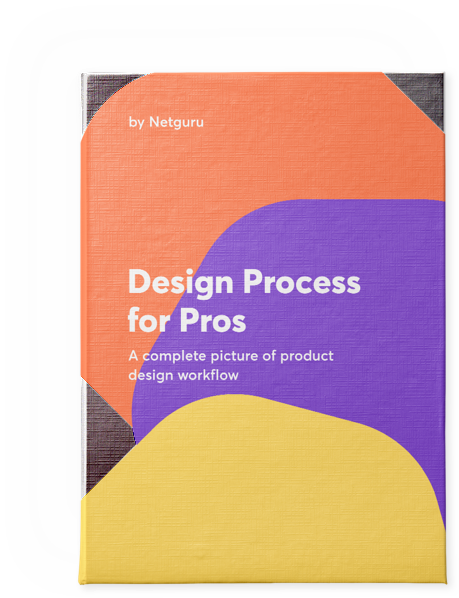 by Netguru
Design Process
for Pros
A complete picture of product
design workflow